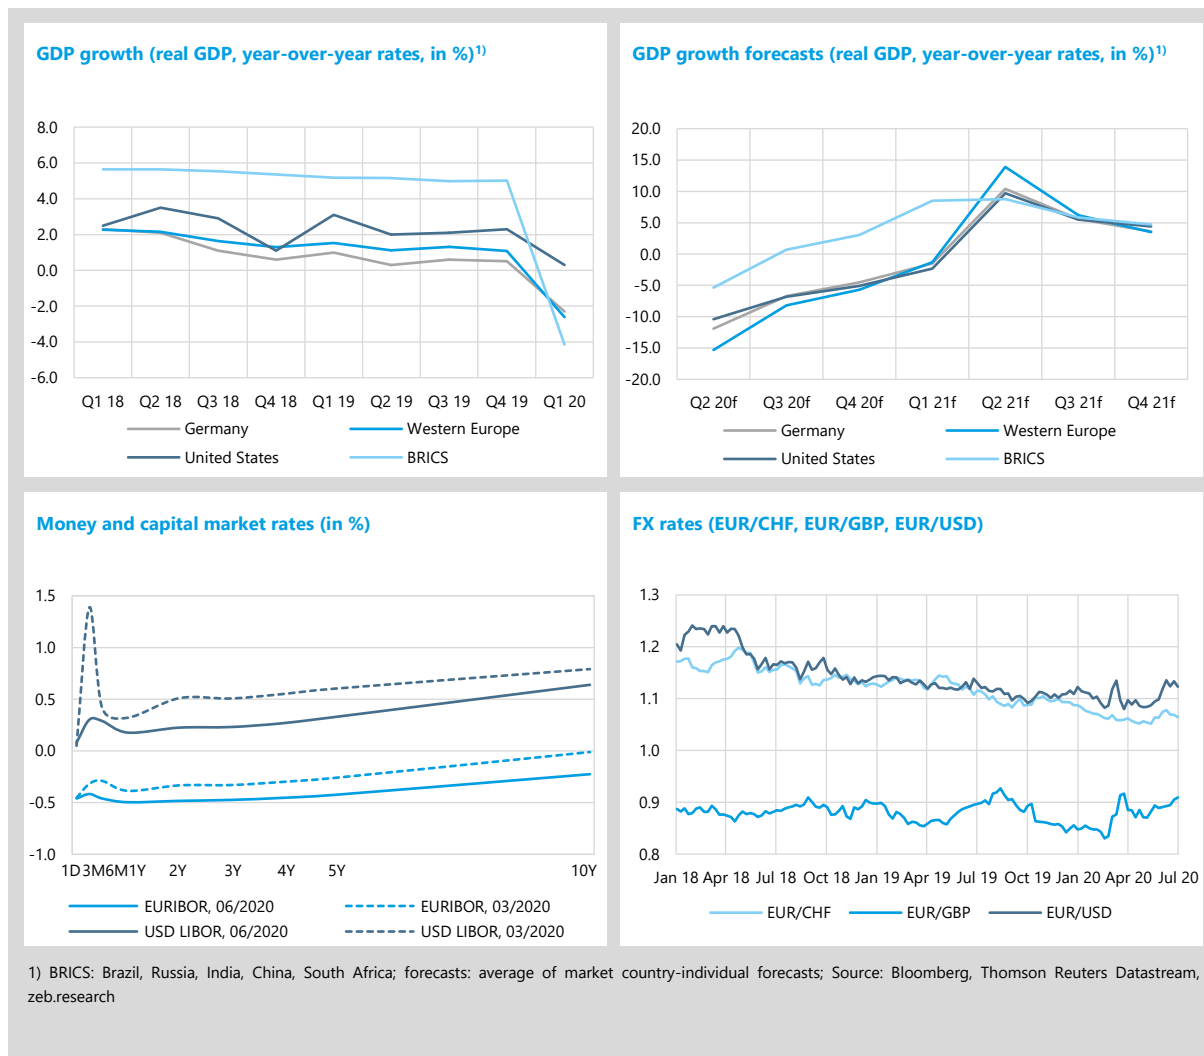 GDP growth (real GDP, year-over-year rates, in %)1)
8.0
6.0
4.0
2.0
0.0
-2.0
-4.0
-6.0
Q1 18 Q2 18 Q3 18 Q4 18 Q1 19 Q2 19 Q3 19 Q4 19 Q1 20
Germany Western Europe
United States BRICS
GDP growth forecasts (real GDP, year-over-year rates, in %)1)
20.0
15.0
10.0
5.0
0.0
-5.0
-10.0
-15.0
-20.0
Q2 20f Q3 20f Q4 20f Q1 21f Q2 21f Q3 21f Q4 21f
Germany Western Europe
United States BRICS
Money and capital market rates (in %)
1.5
1.0
0.5
0.0
-0.5
-1.0
1D 3M 6M 1Y 2Y 3Y 4Y 5Y 10Y
EURIBOR, 06/2020 EURIBOR, 03/2020
USD LIBOR, 06/2020 USD LIBOR, 03/2020
FX rates (EUR/CHF, EUR/GBP, EUR/USD)
1.3
1.2
1.1
1.0
0.9
0.8
Jan 18 Apr 18 Jul 18 Oct 18 Jan 19 Apr 19 Jul 19 Oct 19 Jan 20 Apr 20 Jul 20
EUR/CHF EUR/GBP EUR/USD
1) BRICS: Brazil, Russia, India, China, South Africa; forecasts: average of market country-individual forecasts; Source: Bloomberg, Thomson Reuters Datastream,
zeb.research